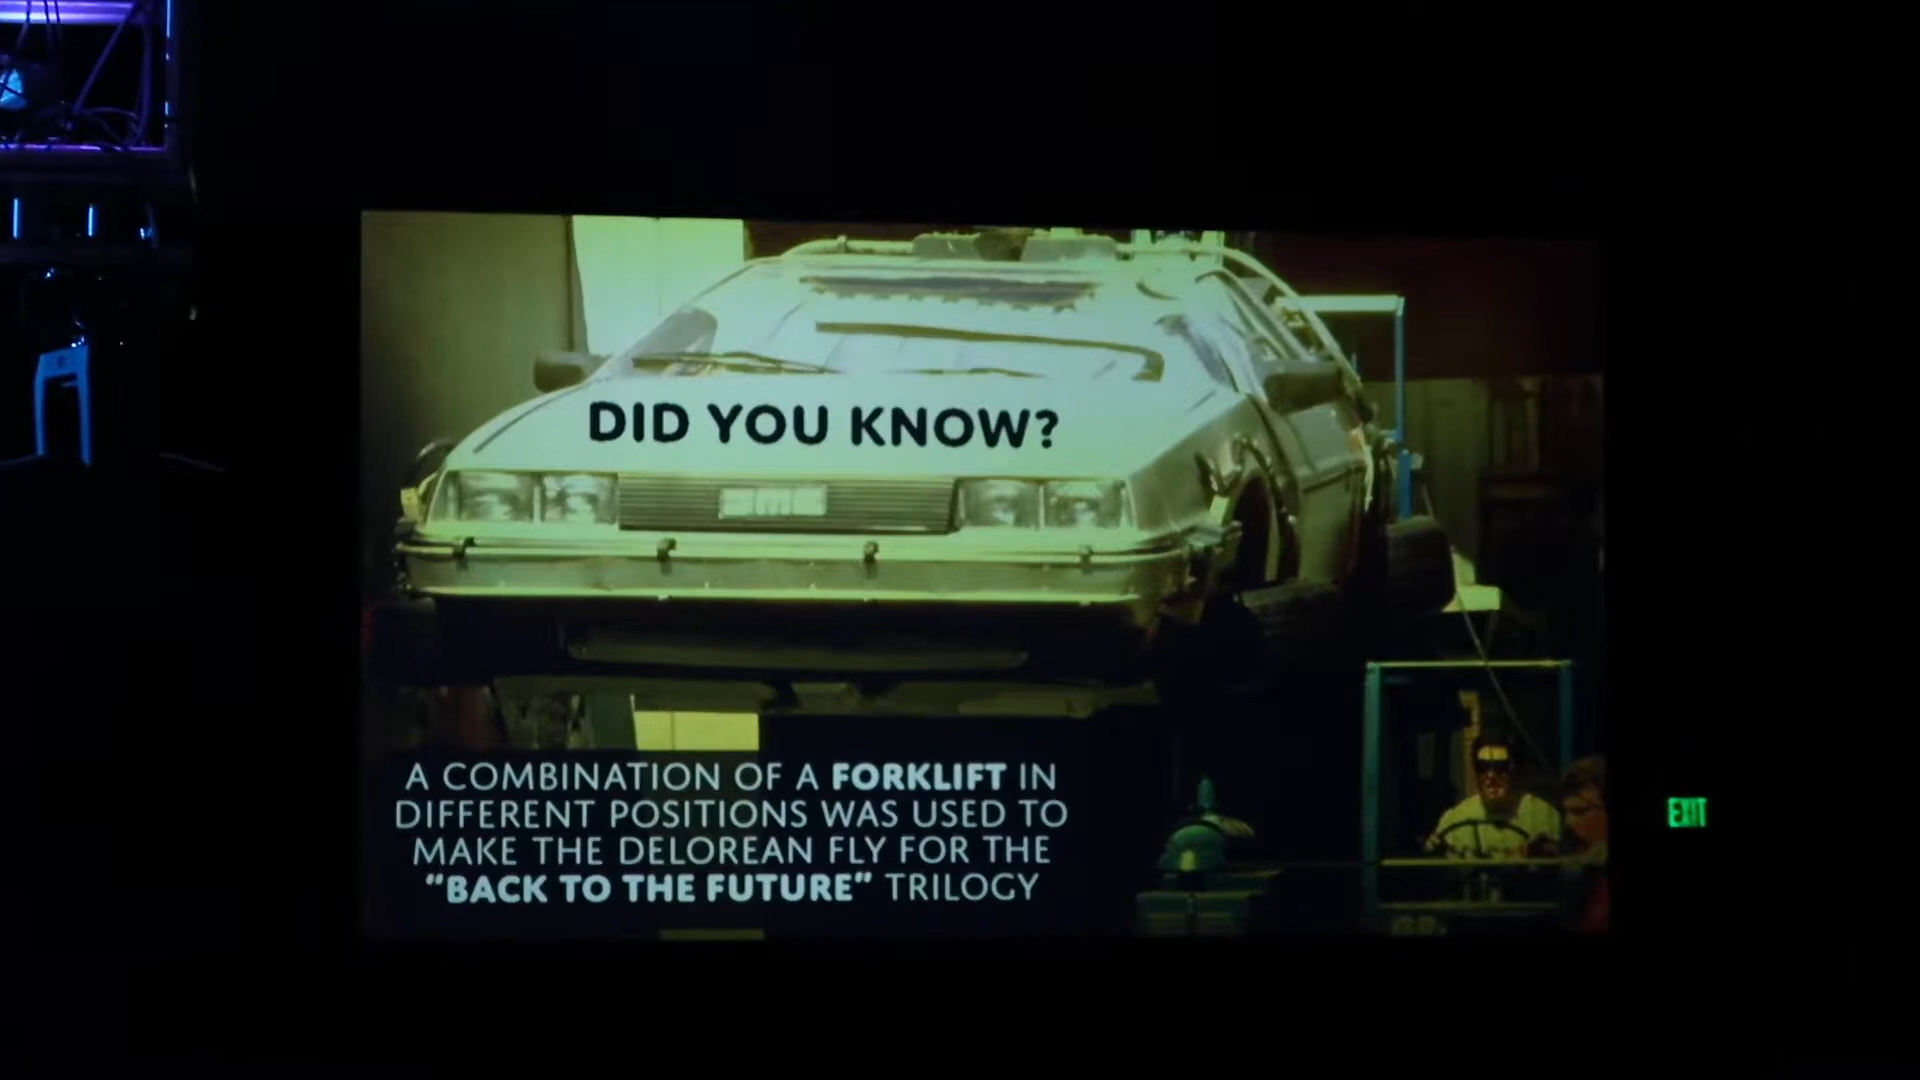 DID YOU KNOW?
A COMBINATION OF A FORKLIFT IN
DIFFERENT POSITIONS WAS USED TO
MAKE THE DELOREAN FLY FOR THE
"BACK TO THE FUTURE" TRILOGY
EXIT